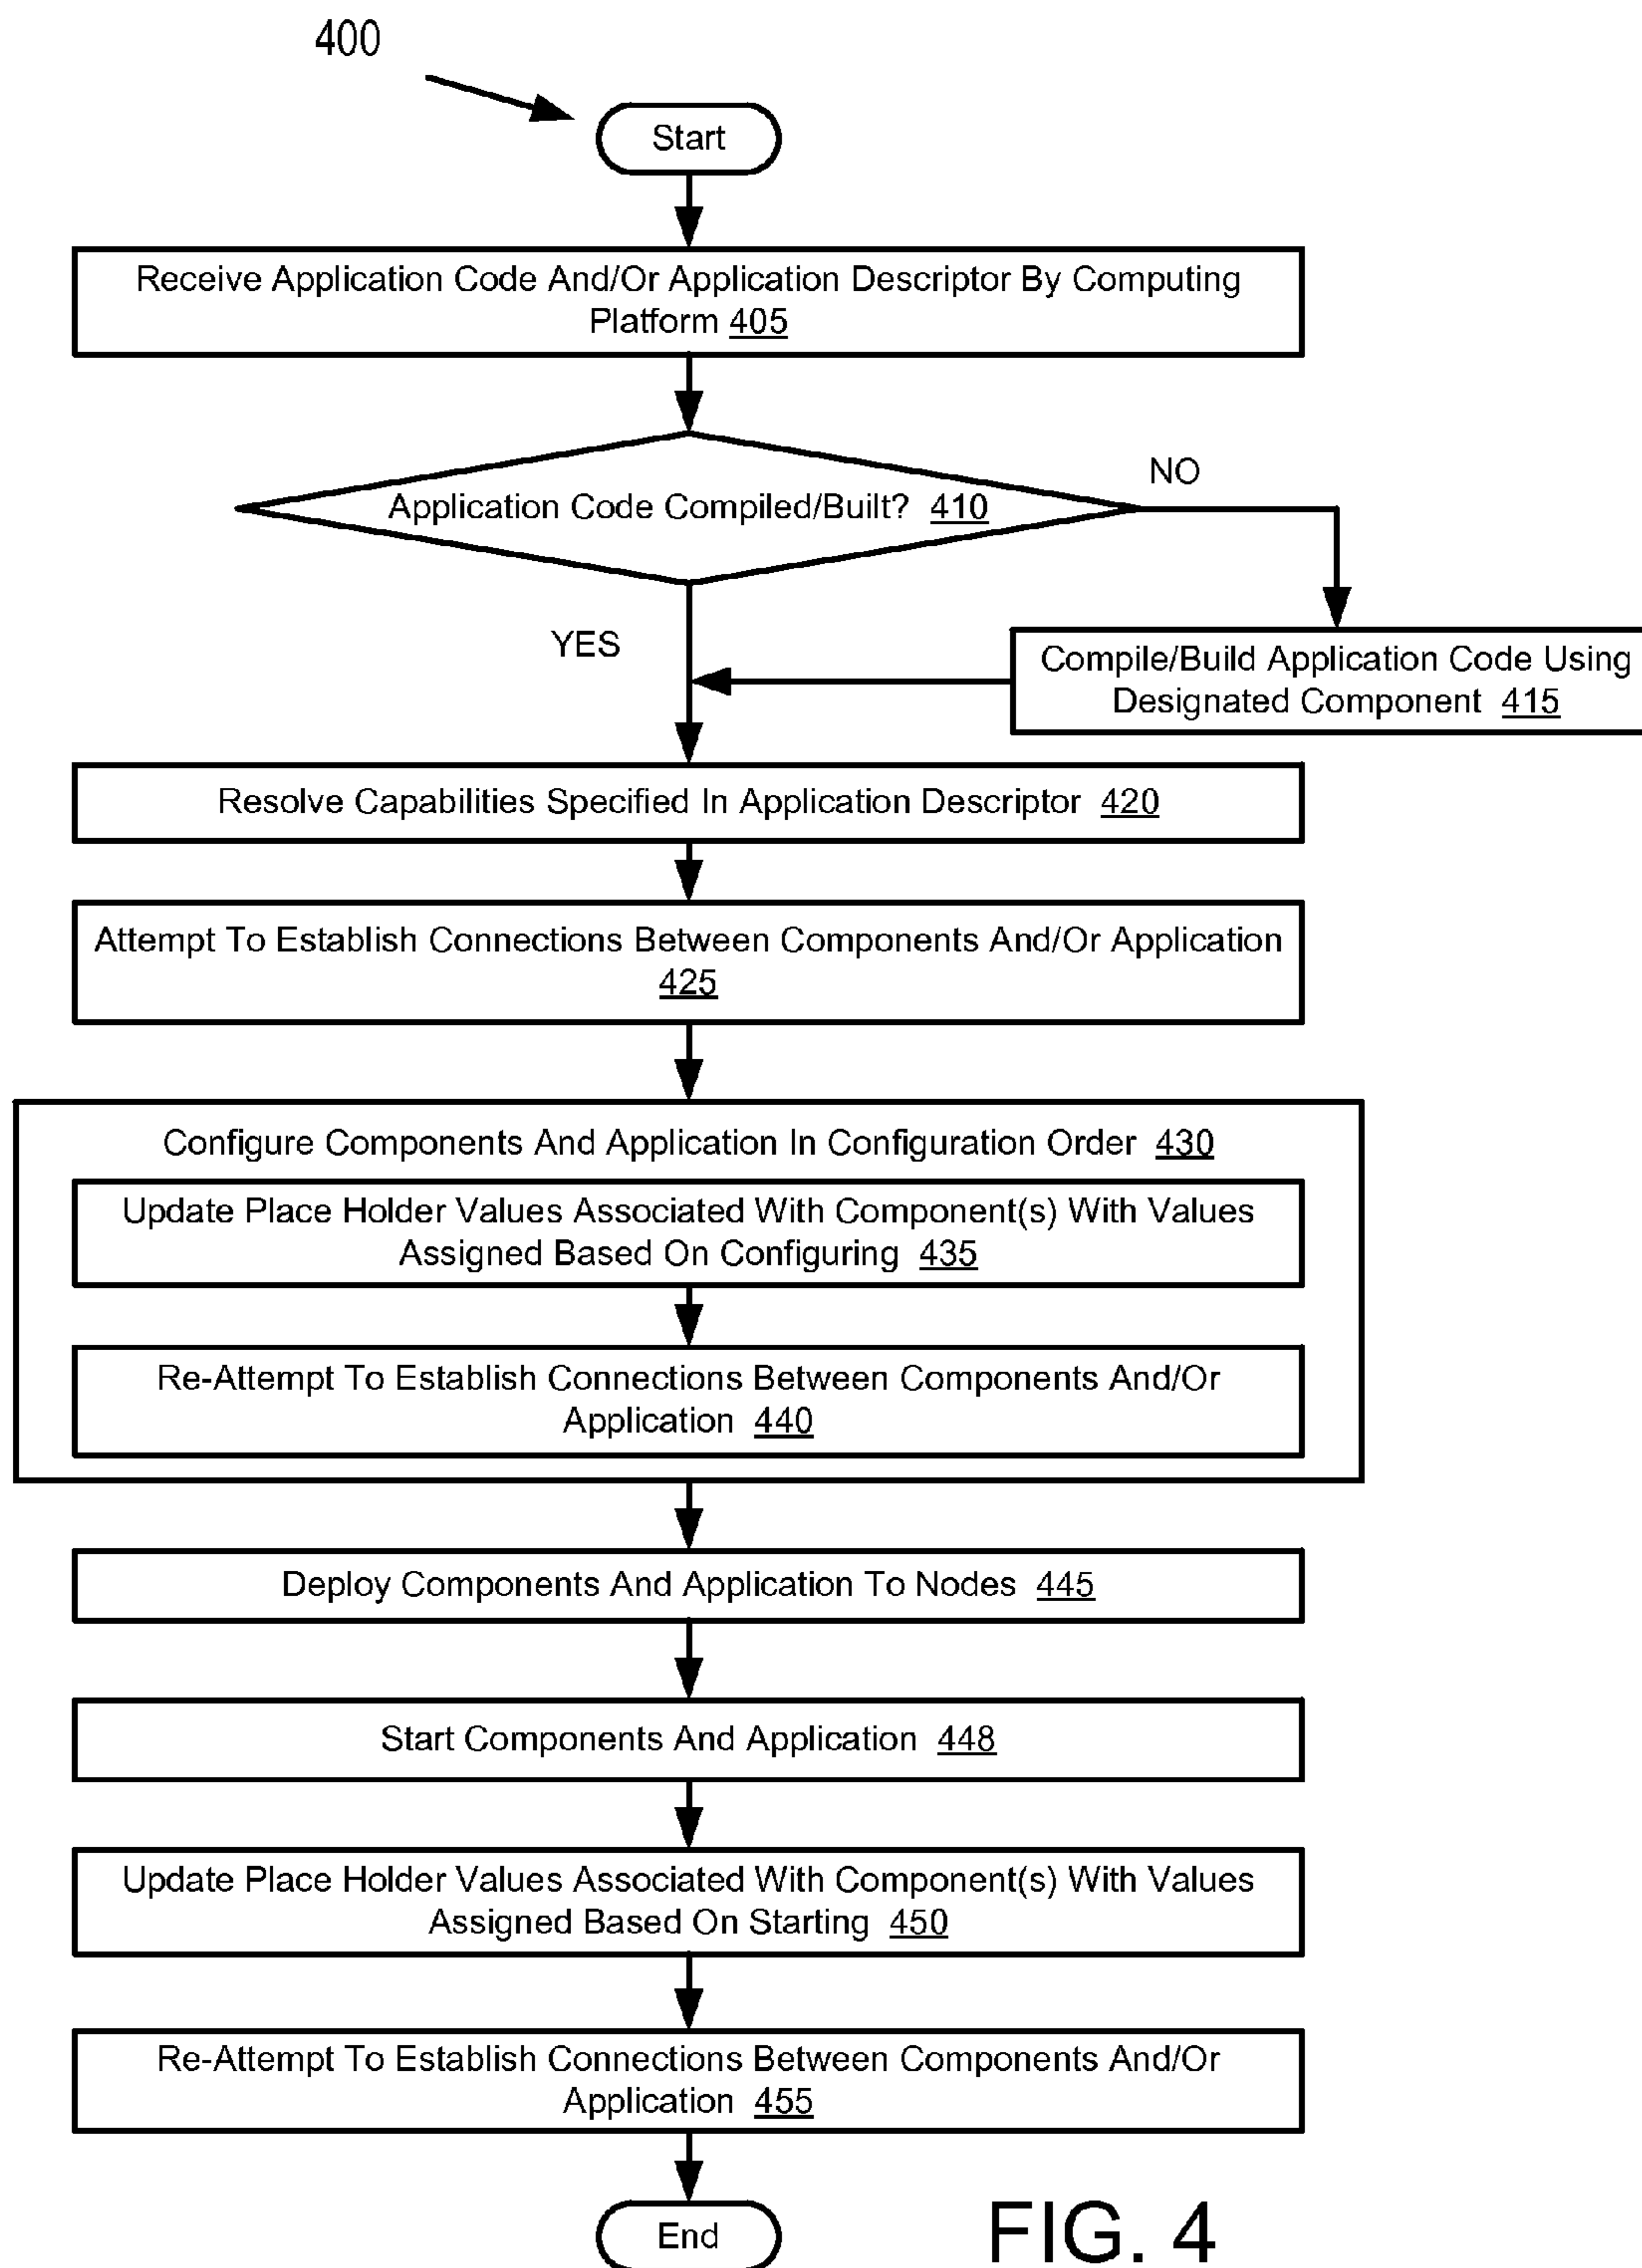 400
Start
Receive Application Code And/Or Application Descriptor By Computing
Platform 405
Application Code Compiled/Built? 410
NO
YES
Compile/Build Application Code Using
Designated Component 415
Resolve Capabilities Specified In Application Descriptor 420
Attempt To Establish Connections Between Components And/Or Application
425
Configure Components And Application In Configuration Order 430
Update Place Holder Values Associated With Component(s) With Values
Assigned Based On Configuring 435
Re-Attempt To Establish Connections Between Components And/Or
Application 440
Deploy Components And Application To Nodes 445
Start Components And Application 448
Update Place Holder Values Associated With Component(s) With Values
Assigned Based On Starting 450
Re-Attempt To Establish Connections Between Components And/Or
Application 455
End
FIG. 4